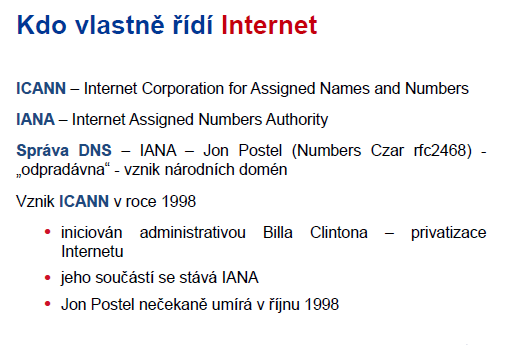 Kdo vlastně řídí Internet
ICANN – Internet Corporation for Assigned Names and Numbers
IANA – Internet Assigned Numbers Authority
Správa DNS – IANA – Jon Postel (Numbers Czar rfc2468) -
„odpradávna“ - vznik národních domén
Vznik ICANN v roce 1998
• iniciován administrativou Billa Clintona – privatizace
Internetu
• jeho součástí se stává IANA
• Jon Postel nečekaně umírá v říjnu 1998